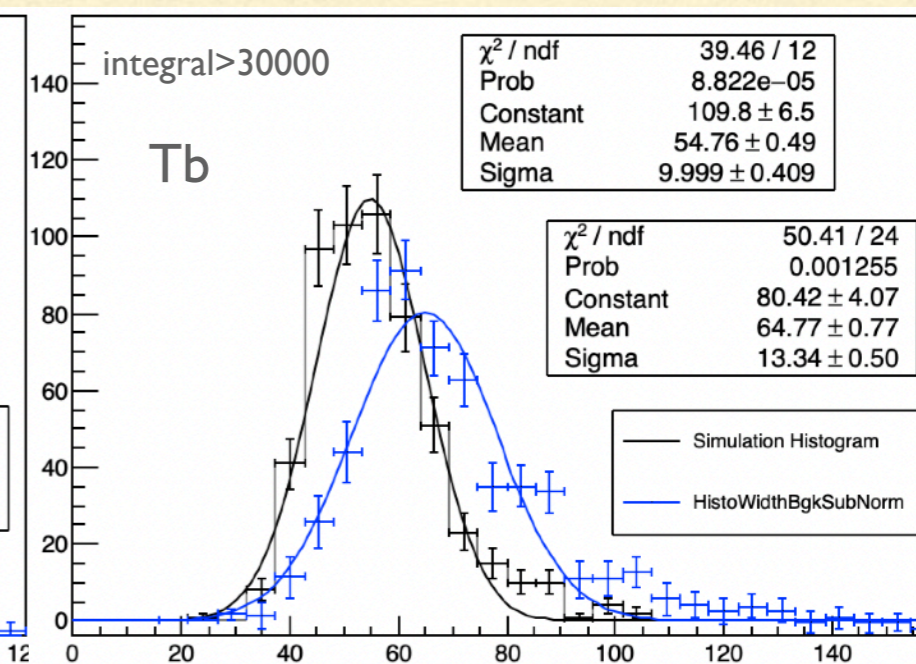 integral>30000
Tb
χ² / ndf 39.46 / 12
Prob 8.822e−05
Constant 109.8 ± 6.5
Mean 54.76 ± 0.49
Sigma 9.999 ± 0.409
χ² / ndf 50.41 / 24
Prob 0.001255
Constant 80.42 ± 4.07
Mean 64.77 ± 0.77
Sigma 13.34 ± 0.50
Simulation Histogram
HistoWidthBgkSubNorm
140
120
100
80
60
40
20
0
12 0 20 40 60 80 100 120 140